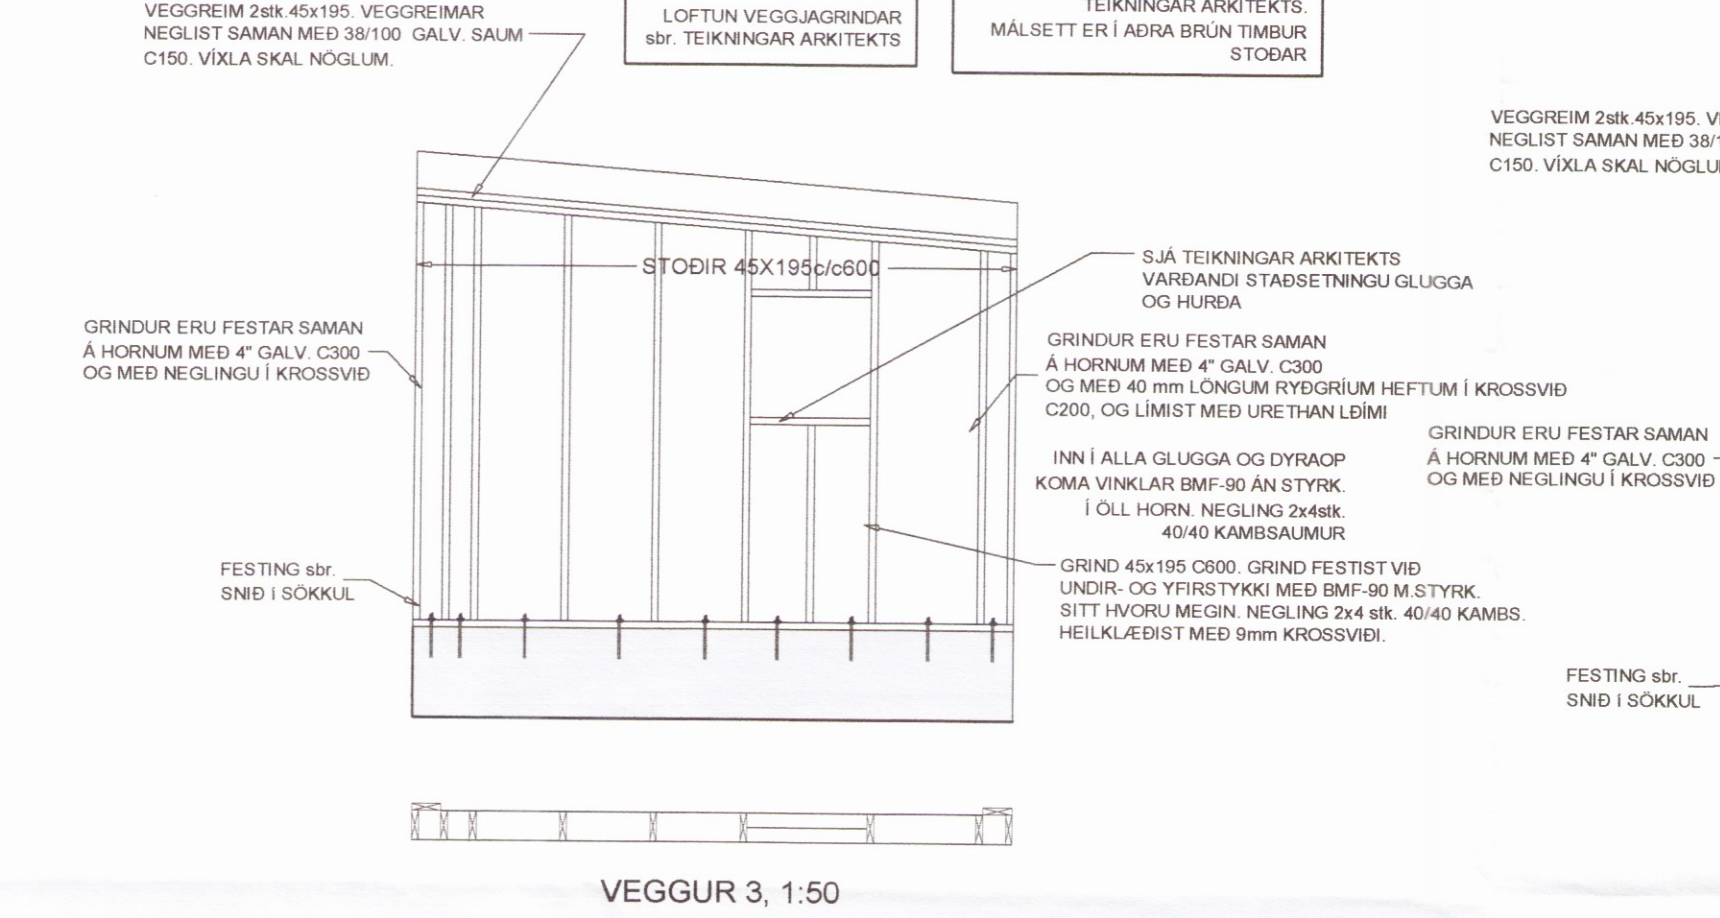 VEGGREIM 2stk.45x195. VEGGREIMAR
NEGLIST SAMAN MEÐ 38/100 GALV. SAUM
C150. VÍXLA SKAL NÖGLUM.
LOFTUN VEGGJAGRINDAR
sbr. TEIKNINGAR ARKITEKTS
TEIKNINGAR ARKITEKTS.
MÁLSETT ER Í AÐRA BRÚN TIMBUR
STOÐAR
VEGGREIM 2stk.45x195.
NEGLIST SAMAN MEÐ
C150. VÍXLA SKAL
STOÐIR 45X195c/c600
SJÁ TEIKNINGAR ARKITEKTS
VARÐANDI STAÐSETNINGU GLUGGA
OG HURÐA
GRINDUR ERU FESTAR SAMAN
Á HORNUM MEÐ 4" GALV. C300
OG MEÐ NEGLINGU Í KROSSVIÐ
GRINDUR ERU FESTAR SAMAN
Á HORNUM MEÐ 4" GALV. C300
OG MEÐ 40 mm LÖNGUM RYÐGRÍUM HEFTUM Í KROSSVIÐ
C200, OG LÍMIST MEÐ URETHAN LÐÍMI
INN Í ALLA GLUGGA OG DYRAOP
KOMA VINKLAR BMF-90 ÁN STYRK.
Í ÖLL HORN. NEGLING 2x4stk.
40/40 KAMBSAUMUR
GRINDUR ERU FESTAR SAMAN
Á HORNUM MEÐ 4" GALV. C300
OG MEÐ NEGLINGU Í KROSSVIÐ
FESTING sbr.
SNIÐ Í SÖKKUL
GRIND 45x195 C600. GRIND FESTIST VIÐ
UNDIR- OG YFIRSTYKKI MEÐ BMF-90 M.STYRK.
SITT HVORU MEGIN. NEGLING 2x4 stk. 40/40 KAMBS.
HEILKLÆÐIST MEÐ 9mm KROSSVIÐI.
FESTING sbr.
SNIÐ Í SÖKKUL
VEGGUR 3, 1:50